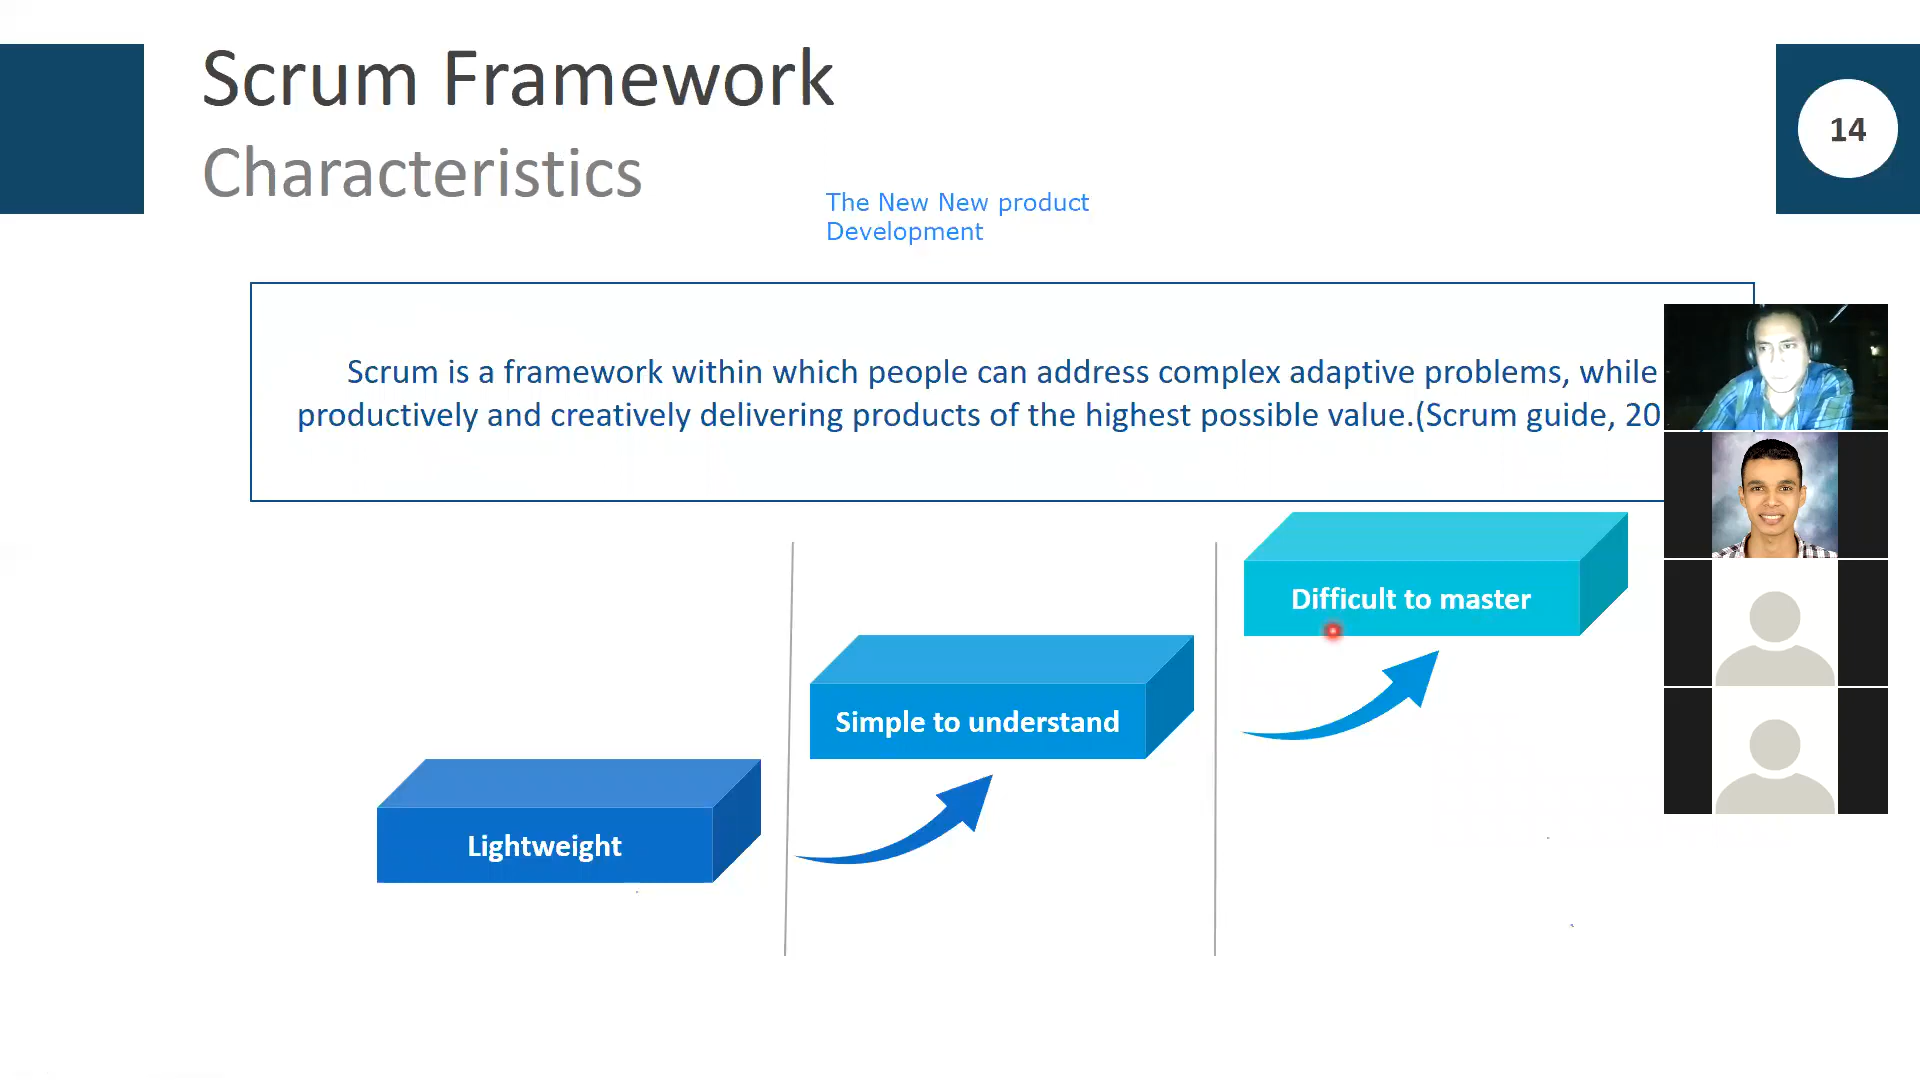 Scrum Framework
Characteristics
14
The New New product
Development
Scrum is a framework within which people can address complex adaptive problems, while
productively and creatively delivering products of the highest possible value.(Scrum guide, 20
Difficult to master
Simple to understand
Lightweight